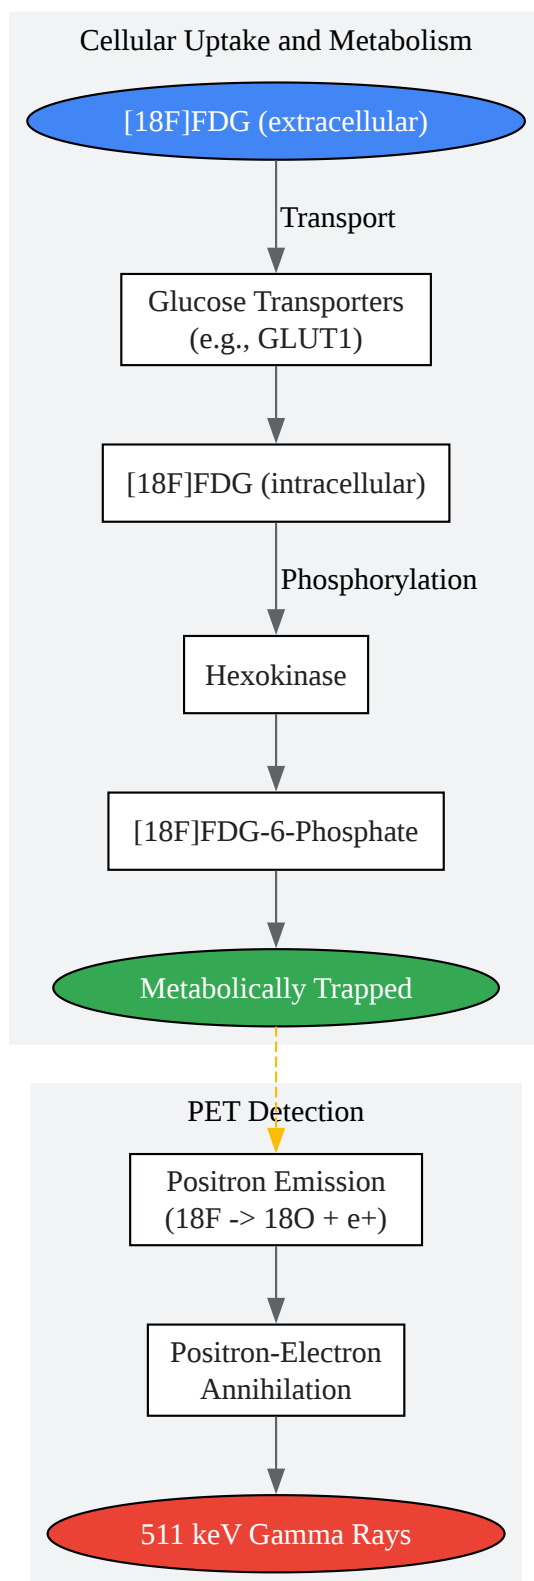 Cellular Uptake and Metabolism
[18F]FDG (extracellular)
Transport
Glucose Transporters
(e.g., GLUT1)
[18F]FDG (intracellular)
Phosphorylation
Hexokinase
[18F]FDG-6-Phosphate
Metabolically Trapped
PET Detection
Positron Emission
(18F -> 18O + e+)
Positron-Electron
Annihilation
511 keV Gamma Rays